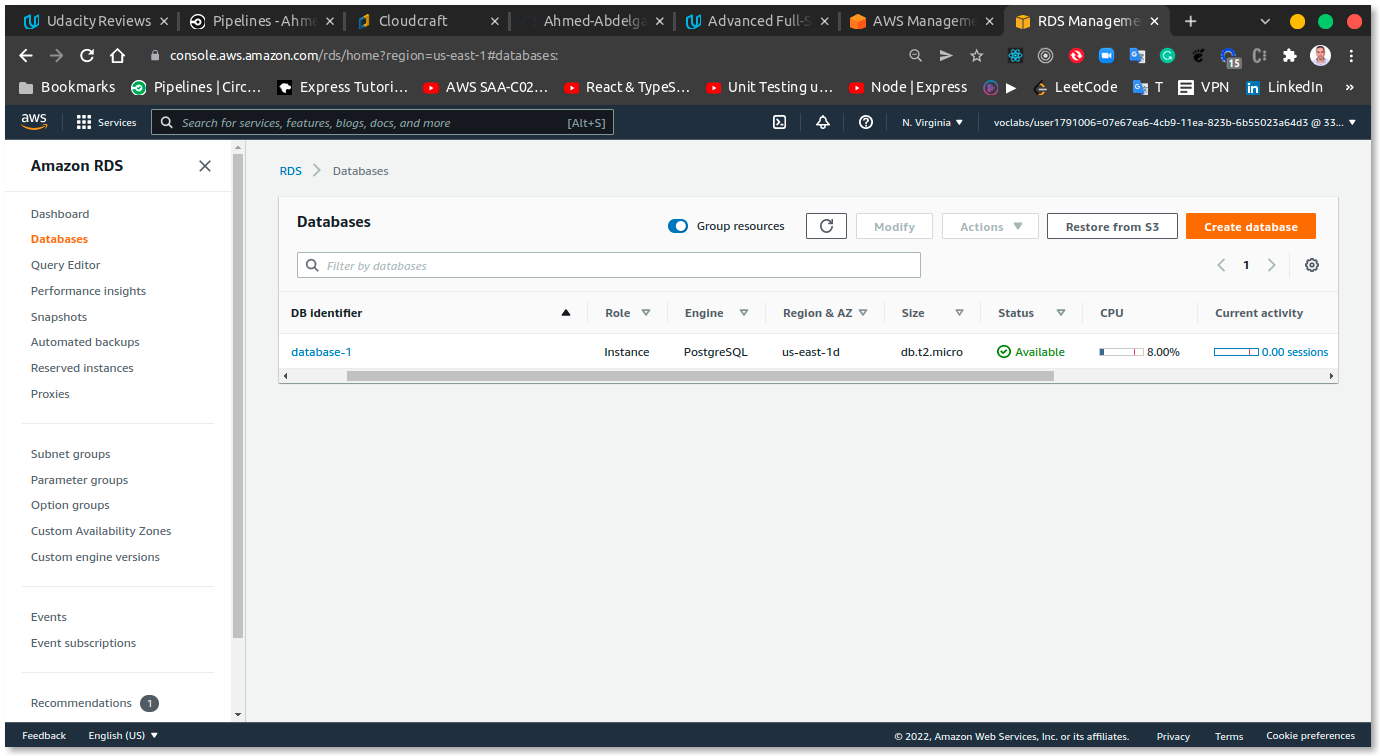 Udacity Reviews
Pipelines - Ahme
Cloudcraft
Ahmed-Abdelga
Advanced Full-S
AWS Manageme
RDS Manageme
console.aws.amazon.com/rds/home?region=us-east-1#databases:
15
Bookmarks
Pipelines | Circ...
Express Tutori...
AWS SAA-C02...
React & TypeS...
Unit Testing u...
Node | Express
LeetCode
T
VPN
LinkedIn
»
aws
Services
Search for services, features, blogs, docs, and more
[Alt+S]
N. Virginia
voclabs/user1791006=07e67ea6-4cb9-11ea-823b-6b55023a64d3 @ 33...
Amazon RDS
Dashboard
Databases
Query Editor
Performance insights
Snapshots
Automated backups
Reserved instances
Proxies
Subnet groups
Parameter groups
Option groups
Custom Availability Zones
Custom engine versions
Events
Event subscriptions
Recommendations 1
RDS
Databases
Databases
Group resources
Modify
Actions
Restore from S3
Create database
Filter by databases
1
DB identifier Role Engine Region & AZ Size Status CPU Current activity
database-1 Instance PostgreSQL us-east-1d db.t2.micro Available 8.00% 0.00 sessions
Feedback
English (US)
© 2022, Amazon Web Services, Inc. or its affiliates.
Privacy
Terms
Cookie preferences